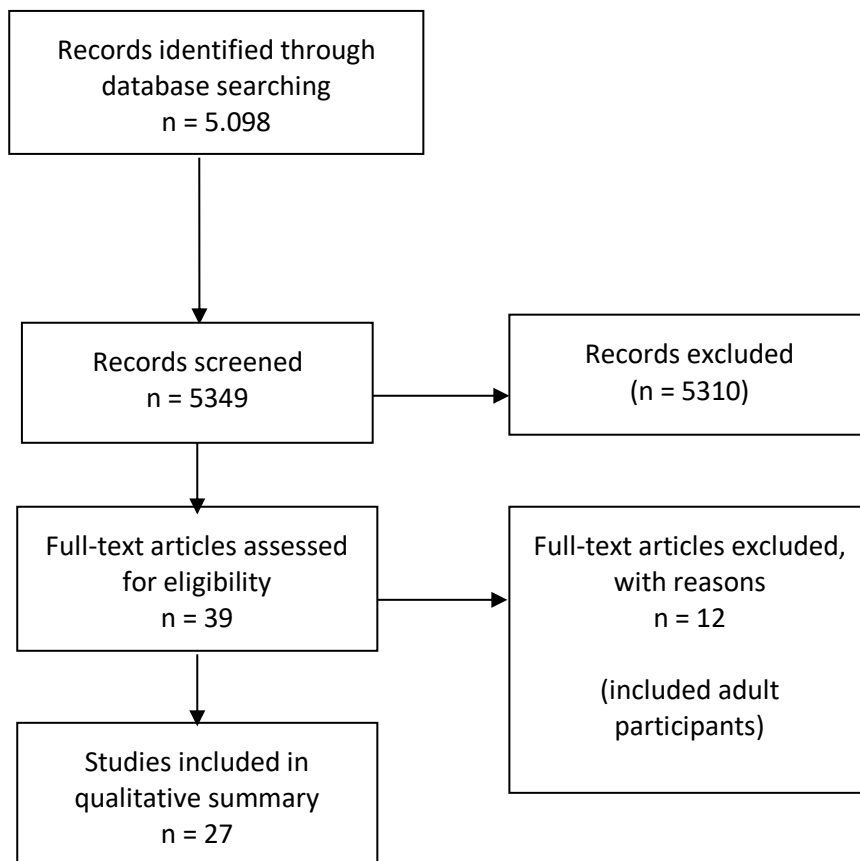 Records identified through
database searching
n = 5.098
Records screened
n = 5349
Records excluded
(n = 5310)
Full-text articles assessed
for eligibility
n = 39
Full-text articles excluded,
with reasons
n = 12
(included adult
participants)
Studies included in
qualitative summary
n = 27